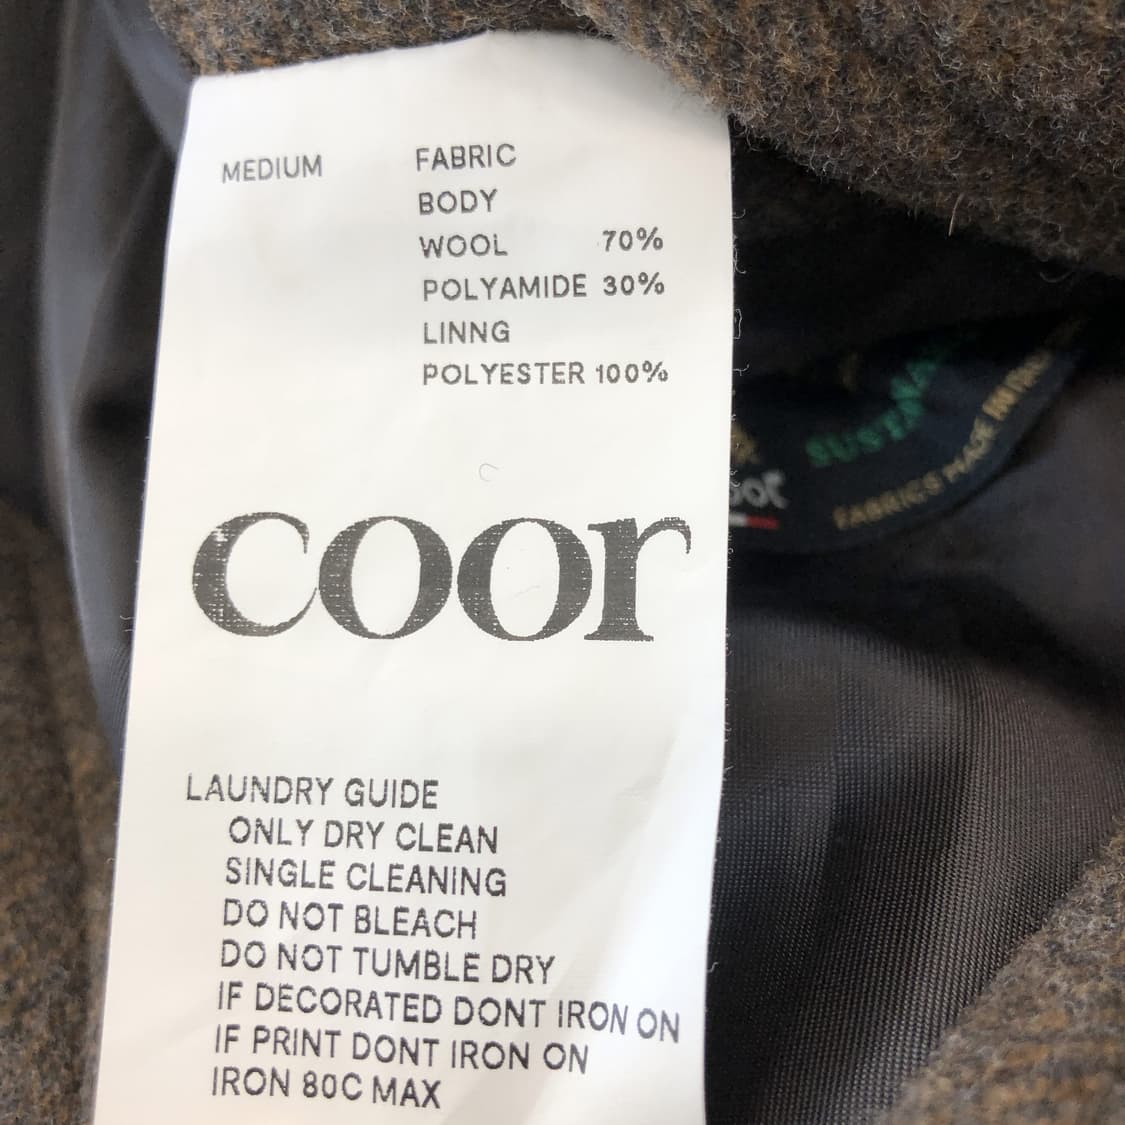 MEDIUM
FABRIC
BODY
WOOL 70%
POLYAMIDE 30%
LINNG
POLYESTER 100%
coor
LAUNDRY GUIDE
ONLY DRY CLEAN
SINGLE CLEANING
DO NOT BLEACH
DO NOT TUMBLE DRY
IF DECORATED DONT IRON ON
IF PRINT DONT IRON ON
IRON 80C MAX
FABRICS MADE IN